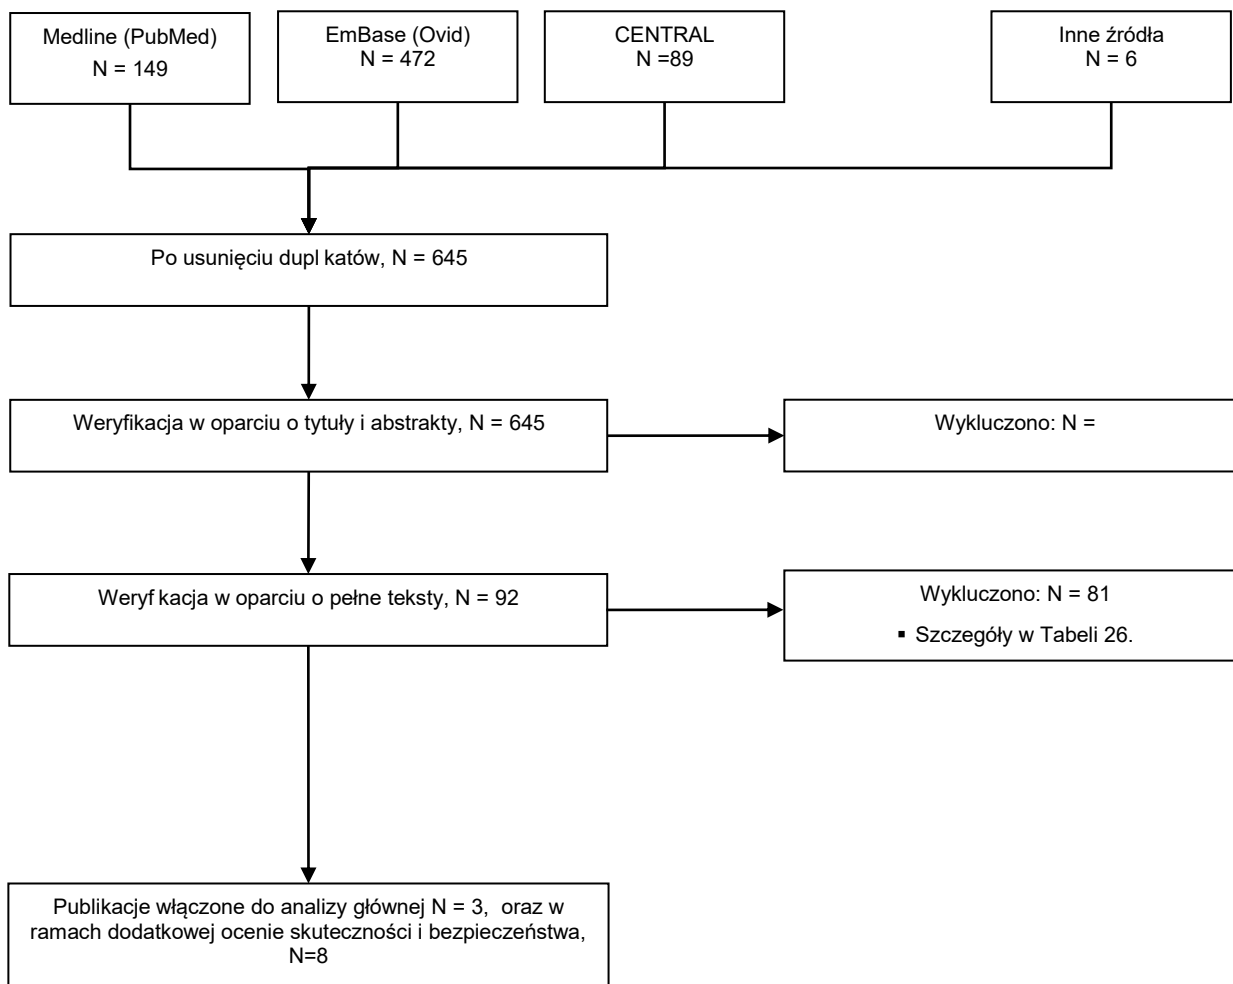 Medline (PubMed)
N = 149
EmBase (Ovid)
N = 472
CENTRAL
N =89
Inne źródła
N = 6
Po usunięciu dupl katów, N = 645
Weryfikacja w oparciu o tytuły i abstrakty, N = 645
Wykluczono: N =
Weryf kacja w oparciu o pełne teksty, N = 92
Wykluczono: N = 81
▪ Szczegóły w Tabeli 26.
Publikacje włączone do analizy głównej N = 3, oraz w
ramach dodatkowej ocenie skuteczności i bezpieczeństwa,
N=8